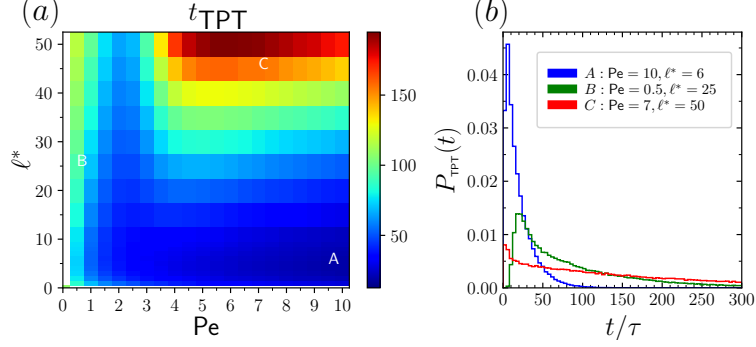 (a)
t_TPT
50
40
30
20
10
0
ℓ*
0 1 2 3 4 5 6 7 8 9 10
Pe
A
B
C
150
100
50
(b)
A : Pe = 10, ℓ* = 6
B : Pe = 0.5, ℓ* = 25
C : Pe = 7, ℓ* = 50
0.04
0.03
0.02
0.01
0.00
P_TPT(t)
0 50 100 150 200 250 300
t/τ